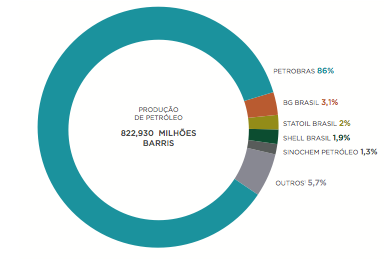 PETROBRAS 86%
BG BRASIL 3,1%
PRODUÇÃO
DE PETRÓLEO
822,930 MILHÕES
BARRIS
STATOIL BRASIL 2%
SHELL BRASIL 1,9%
SINOCHEM PETRÓLEO 1,3%
OUTROS¹ 5,7%